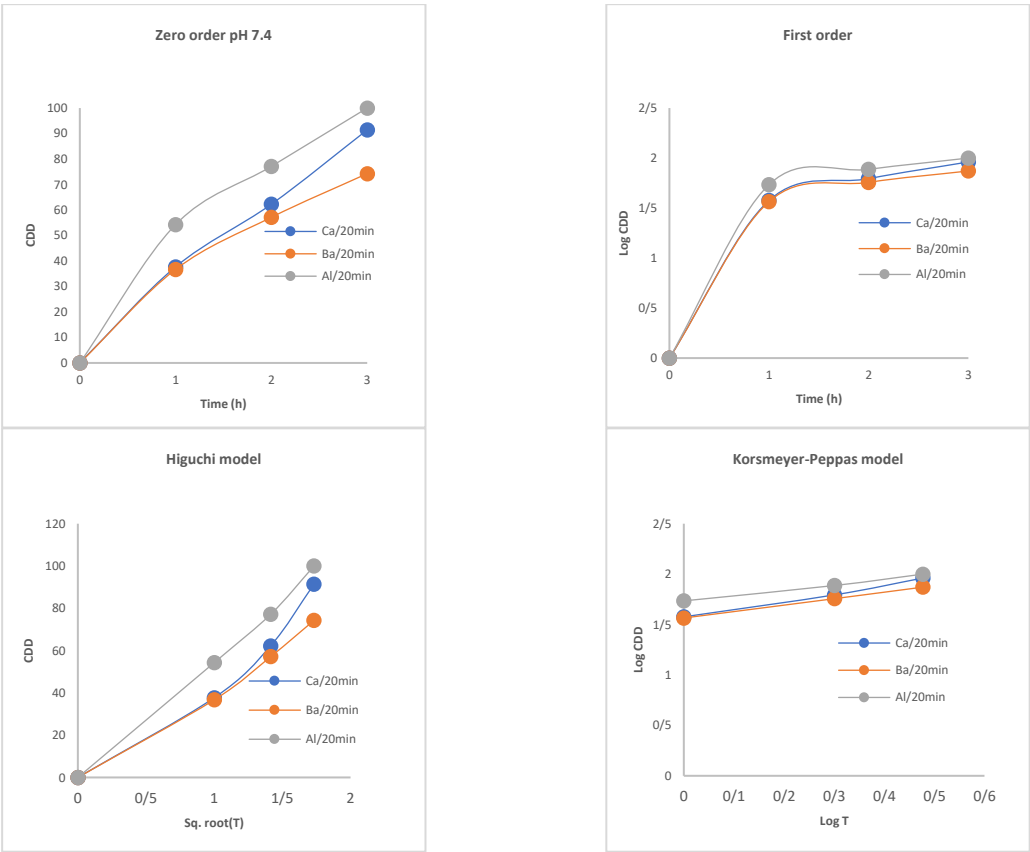 Zero order pH 7.4
CDD
100
90
80
70
60
50
40
30
20
10
0
0 1 2 3
Time (h)
Ca/20min
Ba/20min
Al/20min
First order
Log CDD
2/5
2
1/5
1
0/5
0
0 1 2 3
Time (h)
Ca/20min
Ba/20min
Al/20min
Higuchi model
CDD
120
100
80
60
40
20
0
0 0/5 1 1/5 2
Sq. root(T)
Ca/20min
Ba/20min
Al/20min
Korsmeyer-Peppas model
Log CDD
2/5
2
1/5
1
0/5
0
0 0/1 0/2 0/3 0/4 0/5 0/6
Log T
Ca/20min
Ba/20min
Al/20min